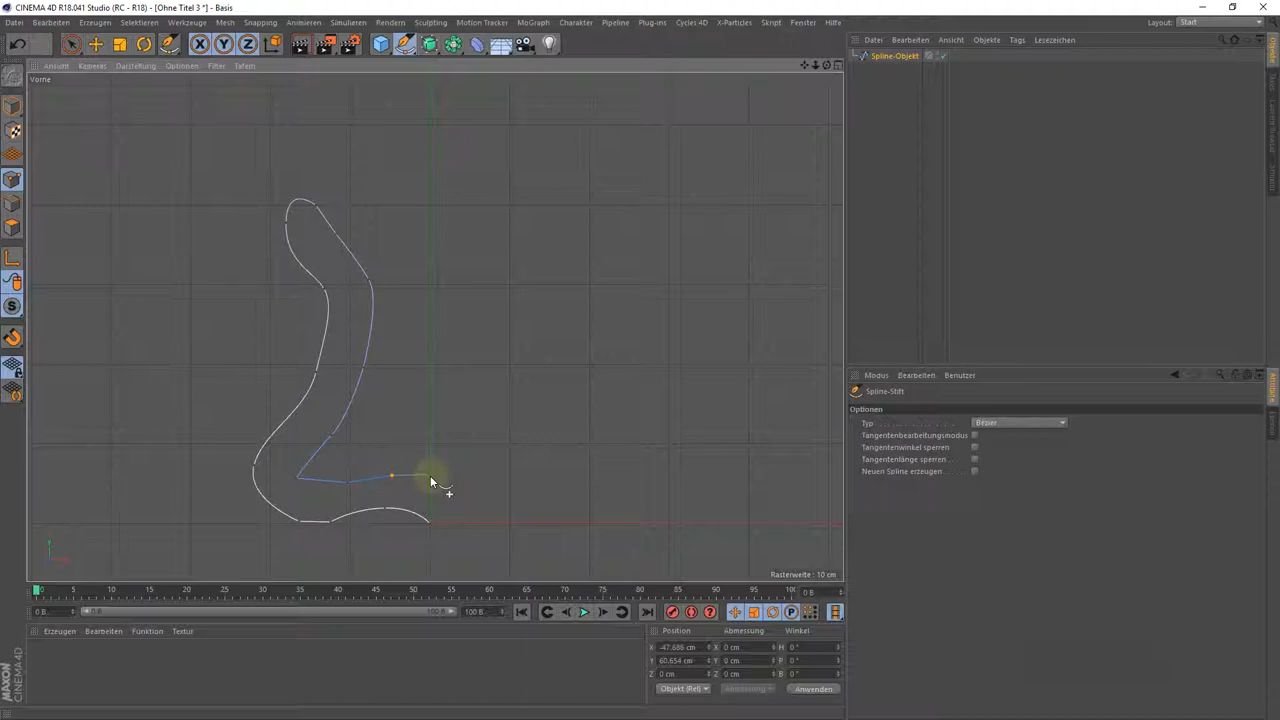 CINEMA 4D R18.041 Studio (RC - R18) - [Ohne Titel 3 *] - Basis
Datei Bearbeiten Erzeugen Selektieren Werkzeuge Mesh Snapping Animieren Simulieren Rendern Sculpting Motion Tracker MoGraph Charakter Pipeline Plug-ins Cycles 4D X-Particles Skript Fenster Hilfe Layout: Start
Datei Bearbeiten Ansicht Objekte Tags Lesezeichen
Spline-Objekt
Ansicht Kameras Darstellung Optionen Filter Tafeln
Vorne
Modus Bearbeiten Benutzer
Spline-Stift
Optionen
Typ Bézier
Tangentenbearbeitungsmodus
Tangentenwinkel sperren
Tangentenlänge sperren
Neuen Spline erzeugen
Rasterweite : 10 cm
0 5 10 15 20 25 30 35 40 45 50 55 60 65 70 75 80 85 90 95 100 0 B
0 B 0 B 100 B 100 B
Erzeugen Bearbeiten Funktion Textur
Position Abmessung Winkel
X -47.686 cm X 0 cm H 0 °
Y 60.654 cm Y 0 cm P 0 °
Z 0 cm Z 0 cm B 0 °
Objekt (Rel) Abmessung Anwenden
MAXON
CINEMA 4D